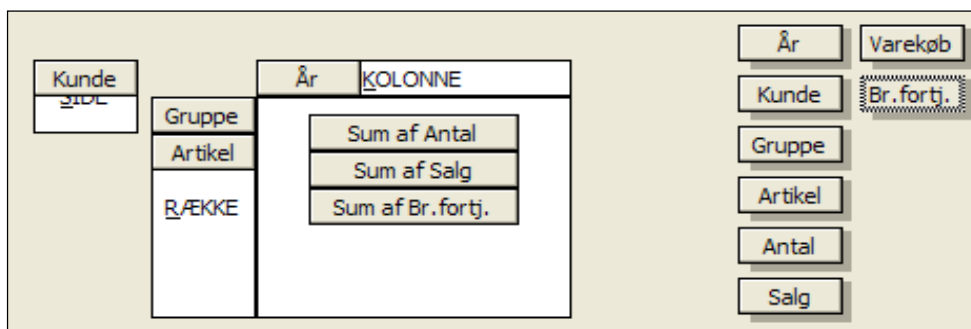 År Varekøb
Kunde År KOLONNE
SIDE Kunde Br.fortj.
Gruppe Sum af Antal
Artikel Sum af Salg Gruppe
RÆKKE Sum af Br.fortj. Artikel
Antal
Salg